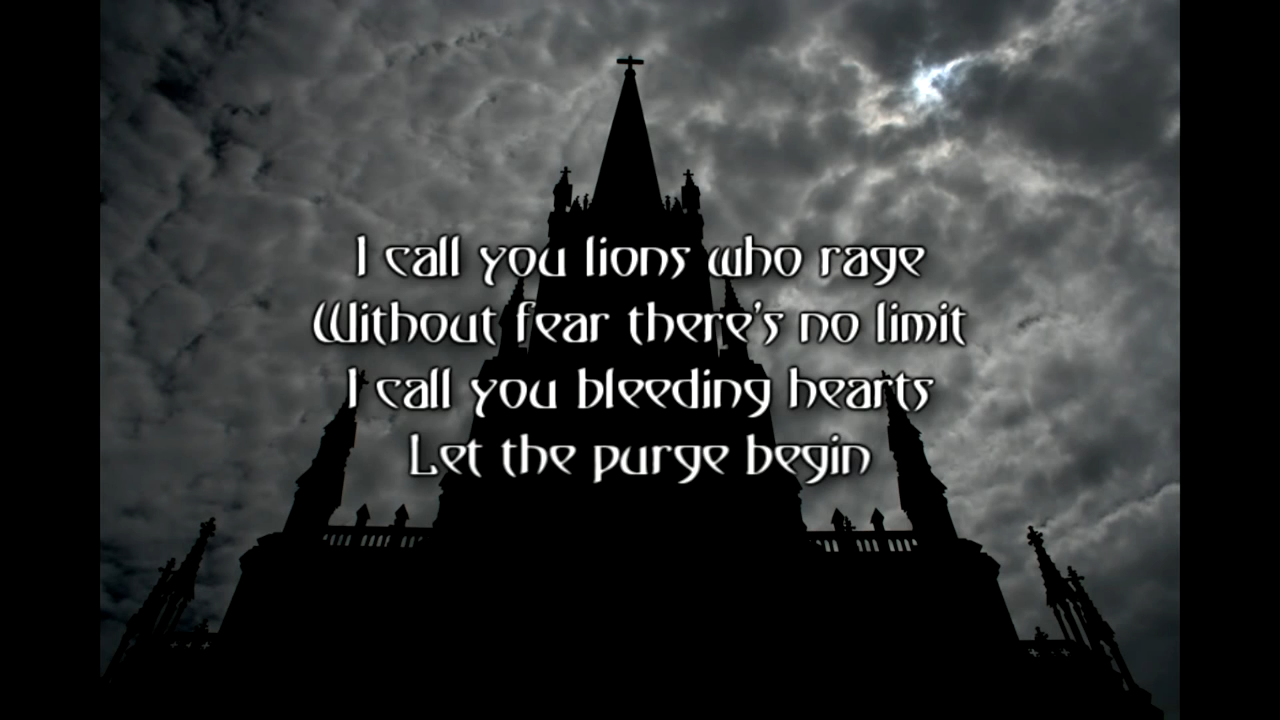 I call you lions who rage
Without fear there's no limit
I call you bleeding hearts
Let the purge begin